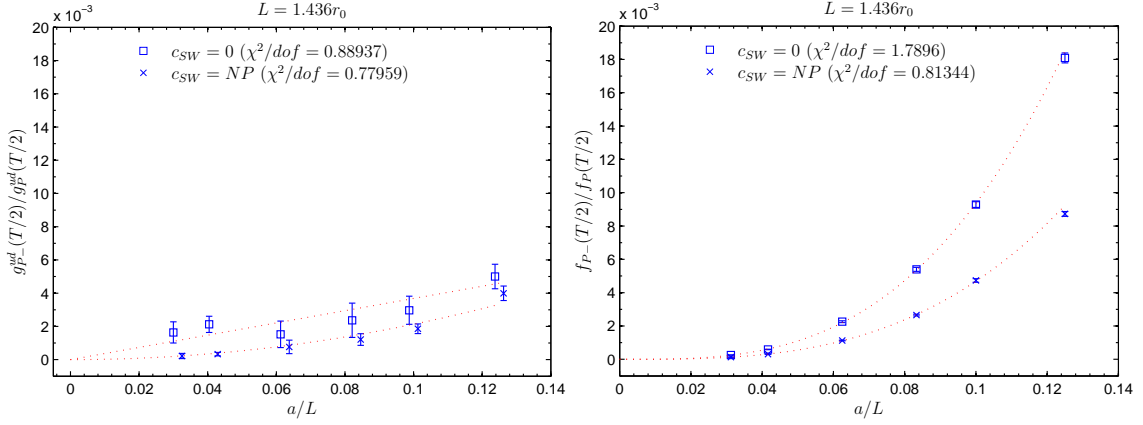 × 10⁻³
L = 1.436r₀
c_SW = 0 (χ²/dof = 0.88937)
c_SW = NP (χ²/dof = 0.77959)
20
18
16
14
12
10
8
6
4
2
0
g^{ud}_{P−}(T/2)/g^{ud}_P(T/2)
0 0.02 0.04 0.06 0.08 0.1 0.12 0.14
a/L
× 10⁻³
L = 1.436r₀
c_SW = 0 (χ²/dof = 1.7896)
c_SW = NP (χ²/dof = 0.81344)
20
18
16
14
12
10
8
6
4
2
0
f_{P−}(T/2)/f_P(T/2)
0 0.02 0.04 0.06 0.08 0.1 0.12 0.14
a/L